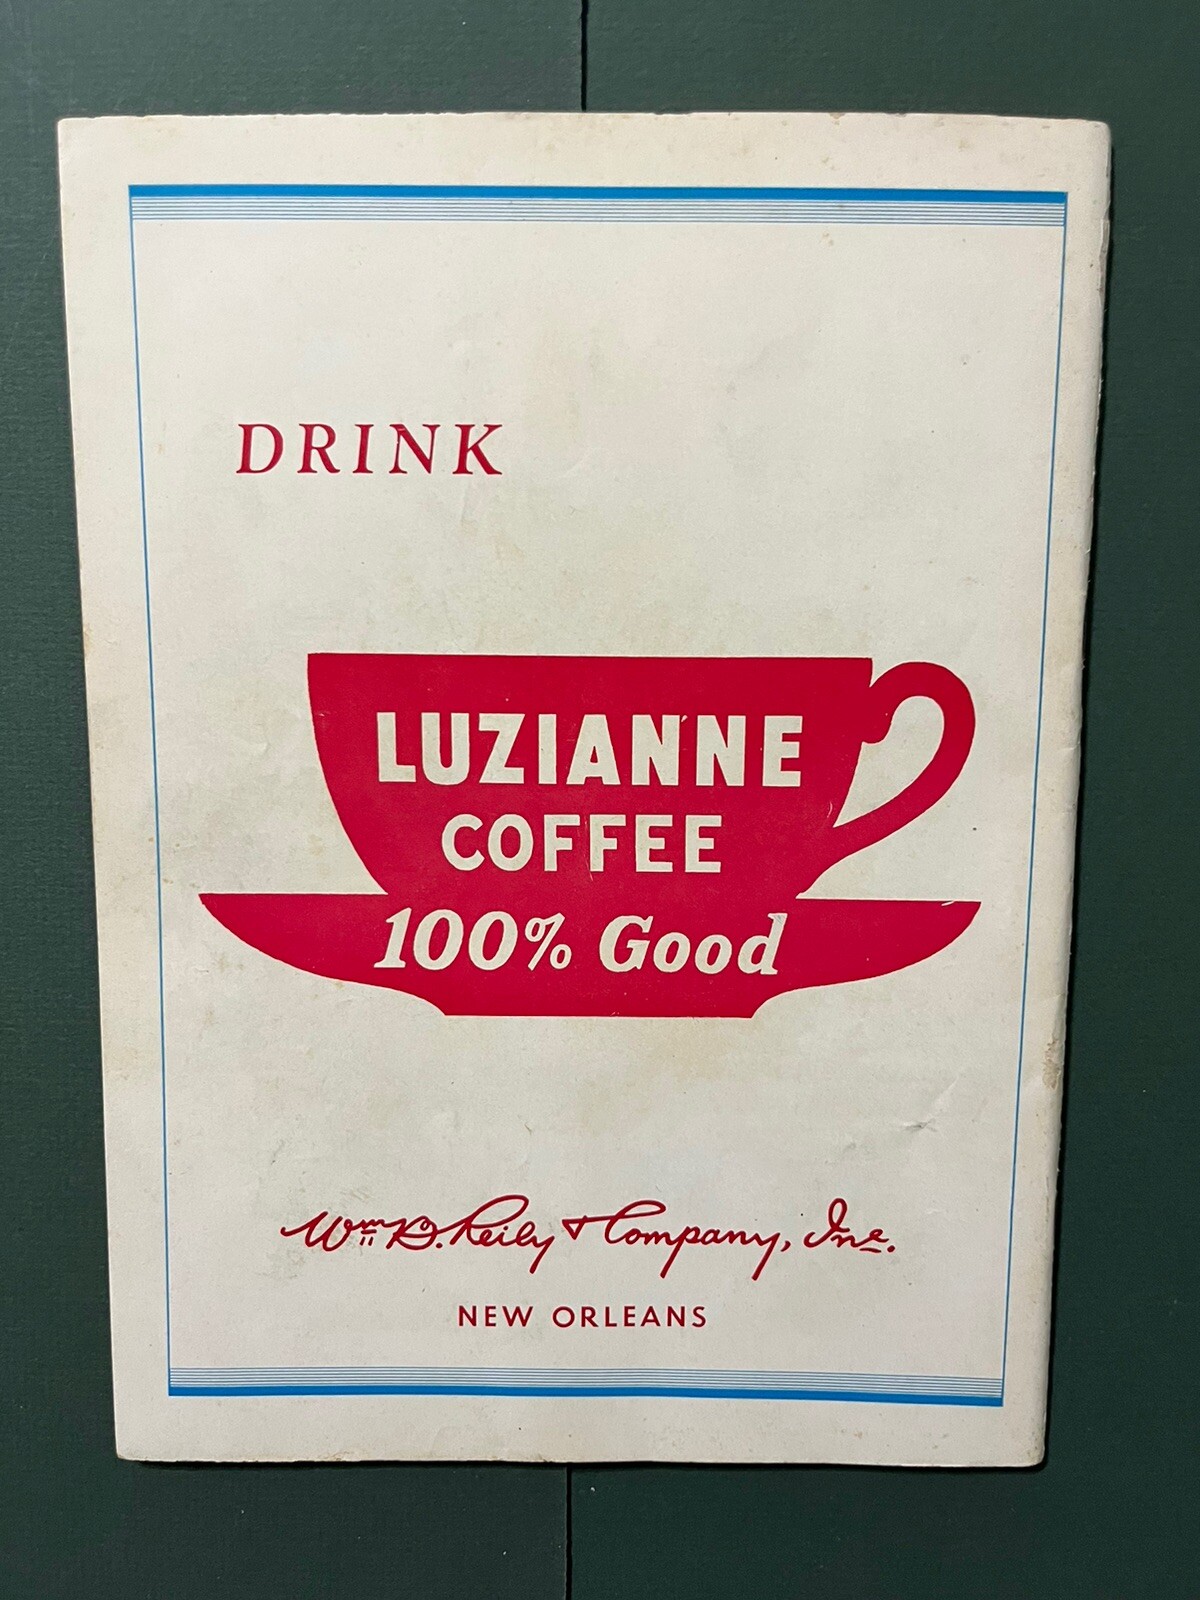 DRINK
LUZIANNE
COFFEE
100% Good
Wm. B. Reily & Company, Inc.
NEW ORLEANS